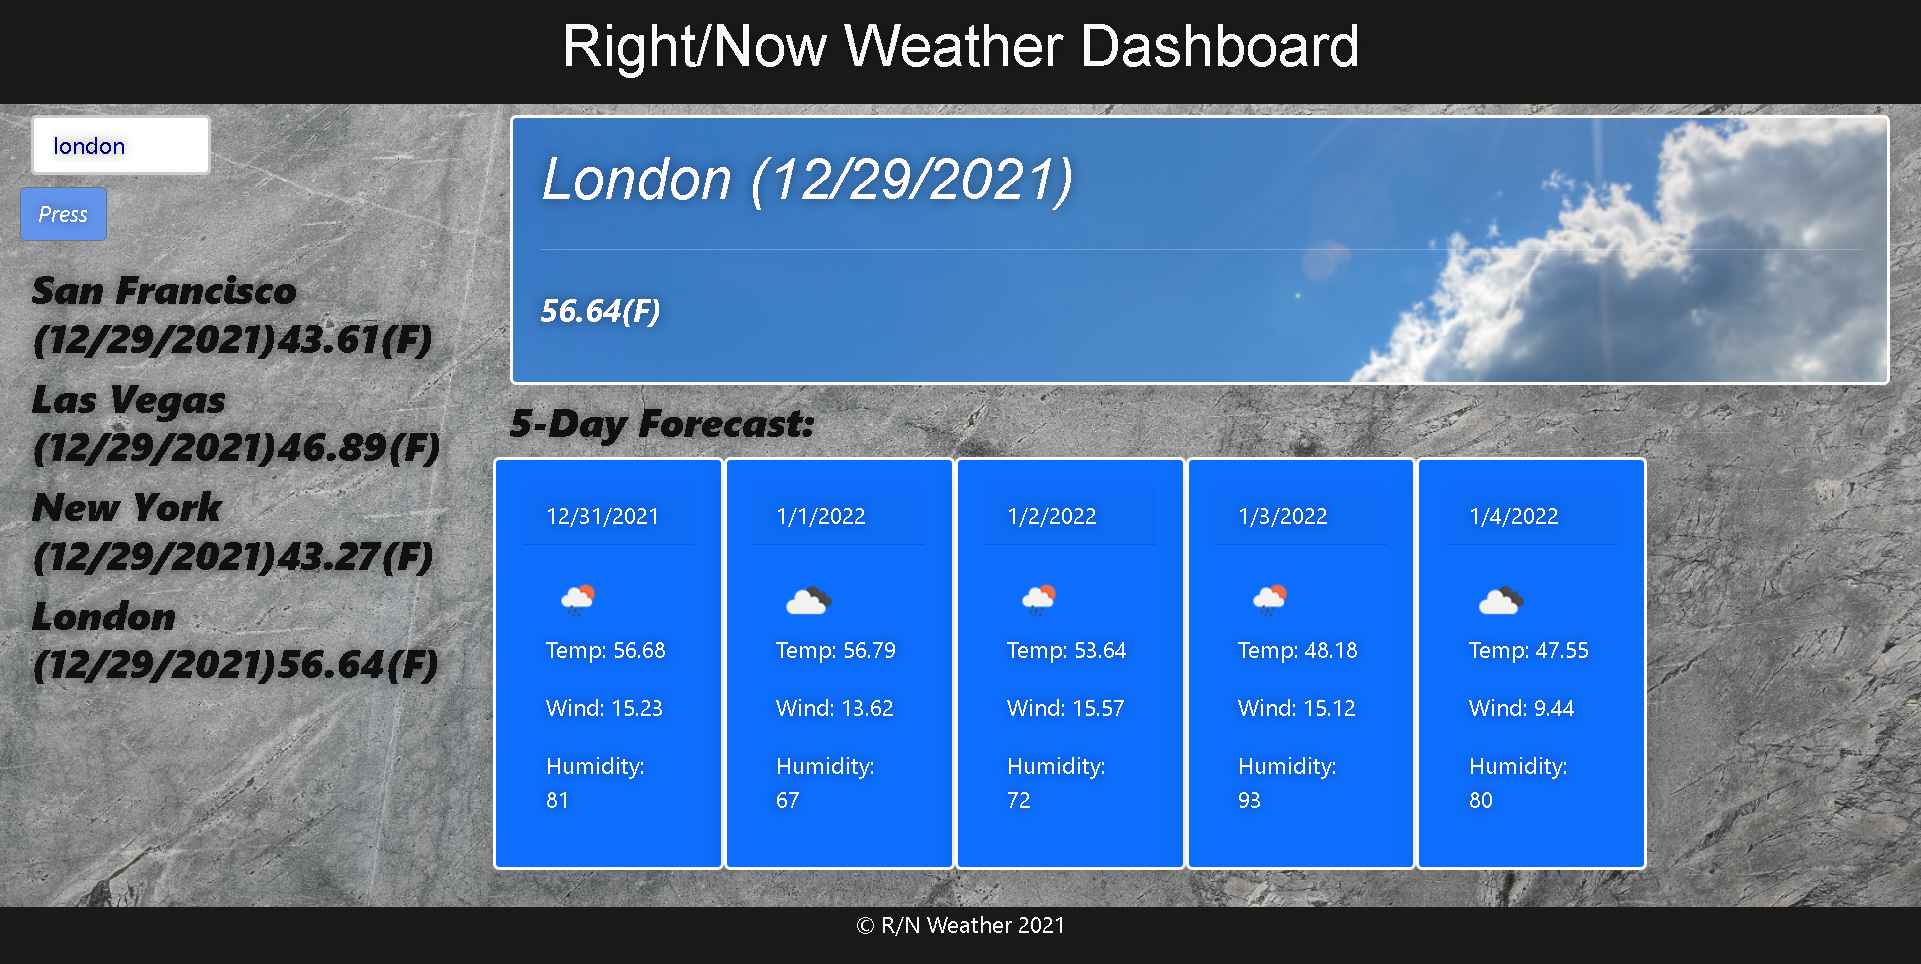 Right/Now Weather Dashboard
london
Press
San Francisco
(12/29/2021)43.61(F)
Las Vegas
(12/29/2021)46.89(F)
New York
(12/29/2021)43.27(F)
London
(12/29/2021)56.64(F)
London (12/29/2021)
56.64(F)
5-Day Forecast:
12/31/2021
Temp: 56.68
Wind: 15.23
Humidity:
81
1/1/2022
Temp: 56.79
Wind: 13.62
Humidity:
67
1/2/2022
Temp: 53.64
Wind: 15.57
Humidity:
72
1/3/2022
Temp: 48.18
Wind: 15.12
Humidity:
93
1/4/2022
Temp: 47.55
Wind: 9.44
Humidity:
80
© R/N Weather 2021